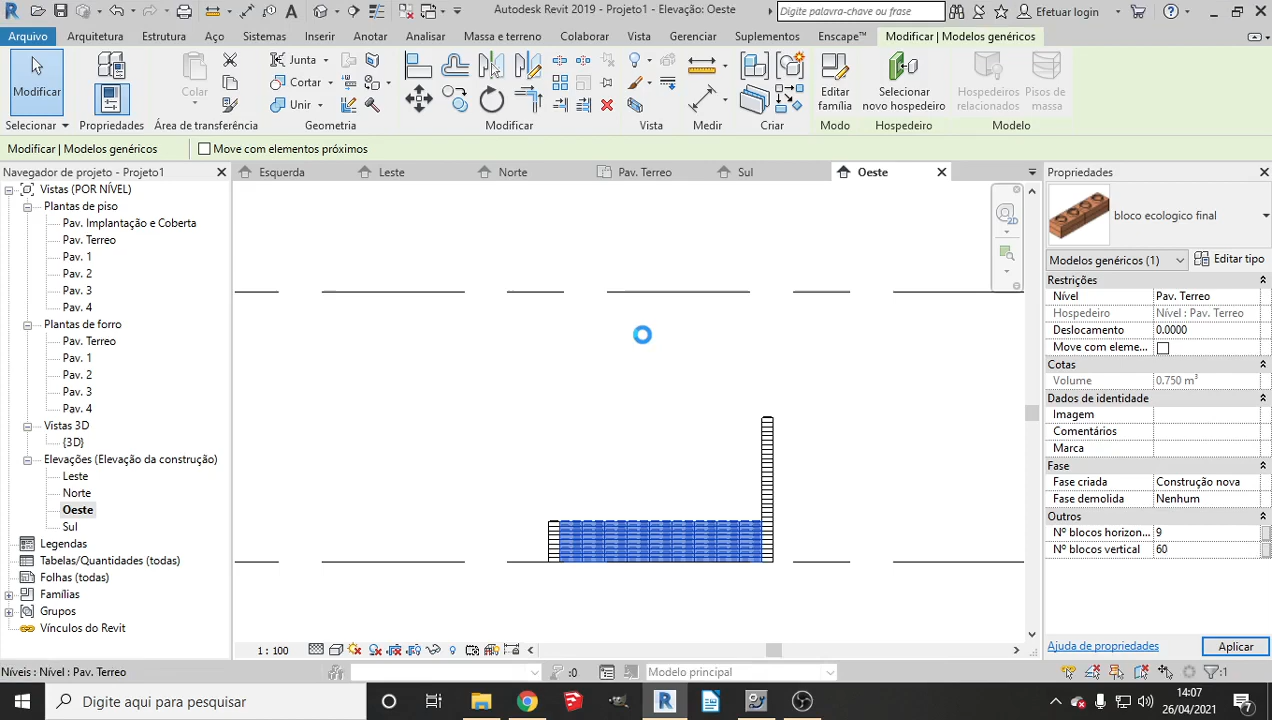 Autodesk Revit 2019 - Projeto1 - Elevação: Oeste
Digite palavra-chave ou frase
Efetuar login
Arquivo
Arquitetura
Estrutura
Aço
Sistemas
Inserir
Anotar
Analisar
Massa e terreno
Colaborar
Vista
Gerenciar
Suplementos
Enscape™
Modificar | Modelos genéricos
Modificar
Colar
Junta
Cortar
Unir
Editar
família
Selecionar
novo hospedeiro
Hospedeiros
relacionados
Pisos de
massa
Selecionar
Propriedades
Área de transferência
Geometria
Modificar
Vista
Medir
Criar
Modo
Hospedeiro
Modelo
Modificar | Modelos genéricos
Move com elementos próximos
Navegador de projeto - Projeto1
Esquerda
Leste
Norte
Pav. Terreo
Sul
Oeste
Propriedades
Vistas (POR NÍVEL)
Plantas de piso
Pav. Implantação e Coberta
Pav. Terreo
Pav. 1
Pav. 2
Pav. 3
Pav. 4
Plantas de forro
Pav. Terreo
Pav. 1
Pav. 2
Pav. 3
Pav. 4
Vistas 3D
{3D}
Elevações (Elevação da construção)
Leste
Norte
Oeste
Sul
Legendas
Tabelas/Quantidades (todas)
Folhas (todas)
Famílias
Grupos
Vínculos do Revit
2D
bloco ecologico final
Modelos genéricos (1)
Editar tipo
Restrições
Nível Pav. Terreo
Hospedeiro Nível : Pav. Terreo
Deslocamento 0.0000
Move com eleme...
Cotas
Volume 0.750 m³
Dados de identidade
Imagem
Comentários
Marca
Fase
Fase criada Construção nova
Fase demolida Nenhum
Outros
Nº blocos horizon... 9
Nº blocos vertical 60
Ajuda de propriedades
Aplicar
1 : 100
Níveis : Nível : Pav. Terreo
:0
Modelo principal
:1
Digite aqui para pesquisar
14:07
26/04/2021
7